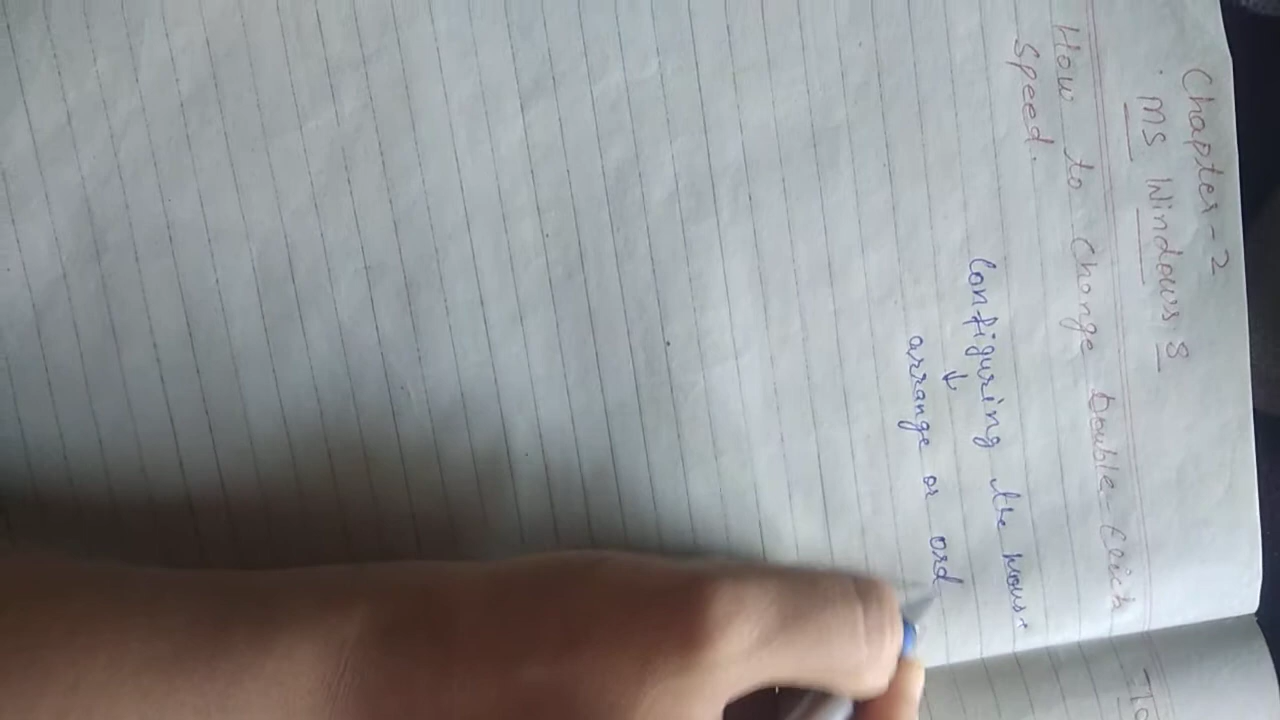 Chapter-2
MS Windows 8
How to Change Double-Click
Speed.
Configuring the Mouse
↓
arrange or ord